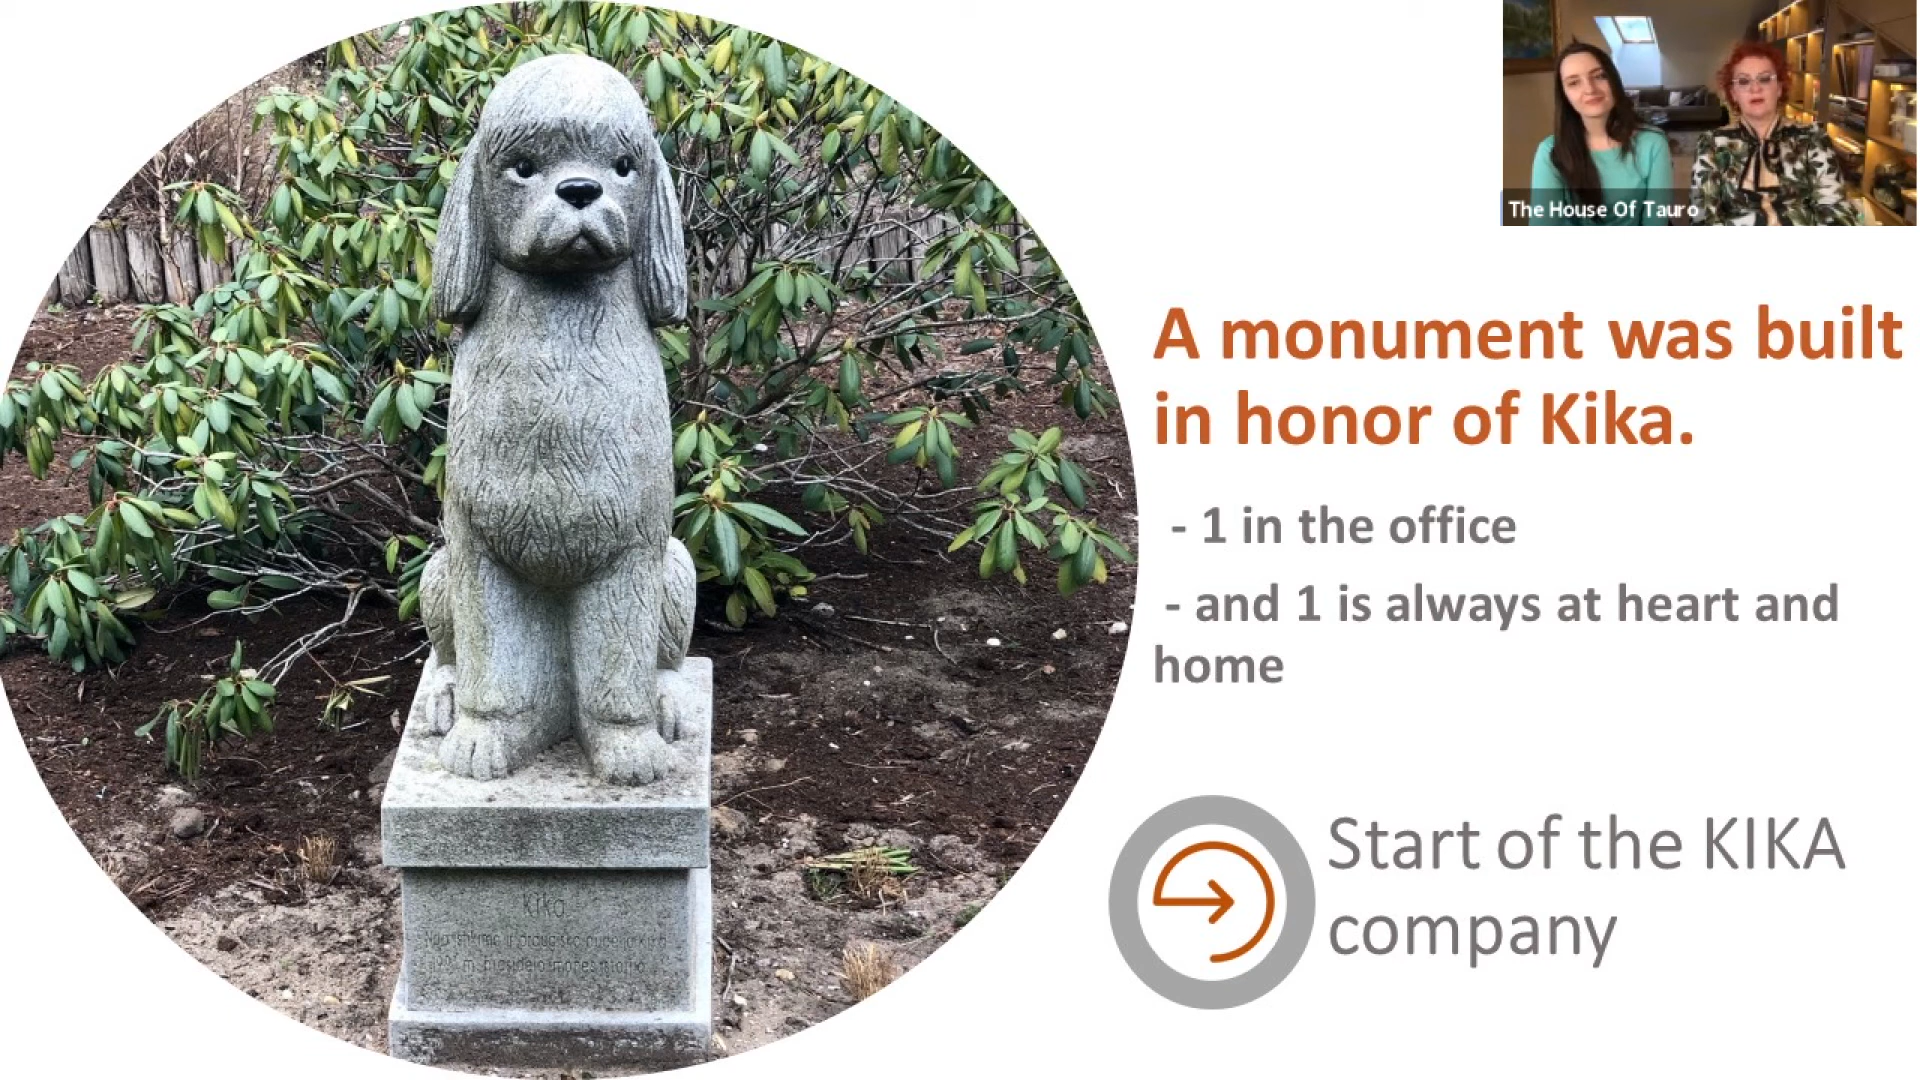 The House Of Tauro
A monument was built
in honor of Kika.
- 1 in the office
- and 1 is always at heart and
home
Start of the KIKA
company
kika